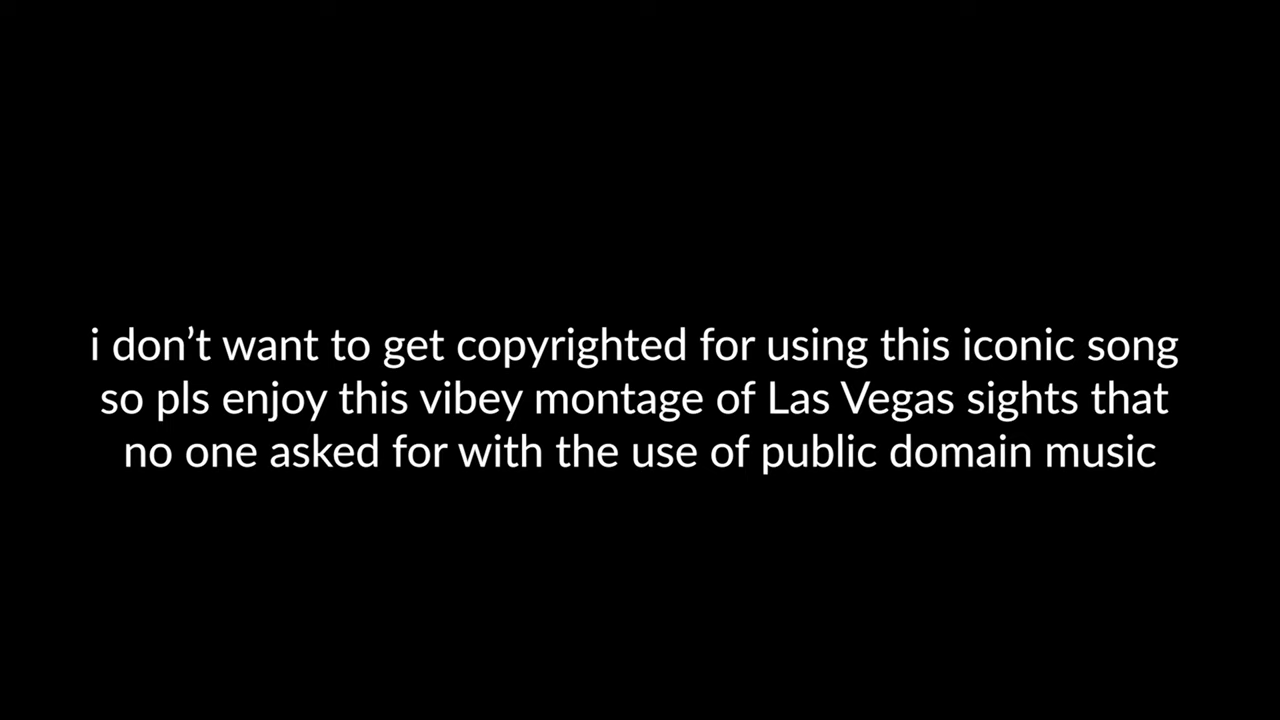 i don’t want to get copyrighted for using this iconic song
so pls enjoy this vibey montage of Las Vegas sights that
no one asked for with the use of public domain music